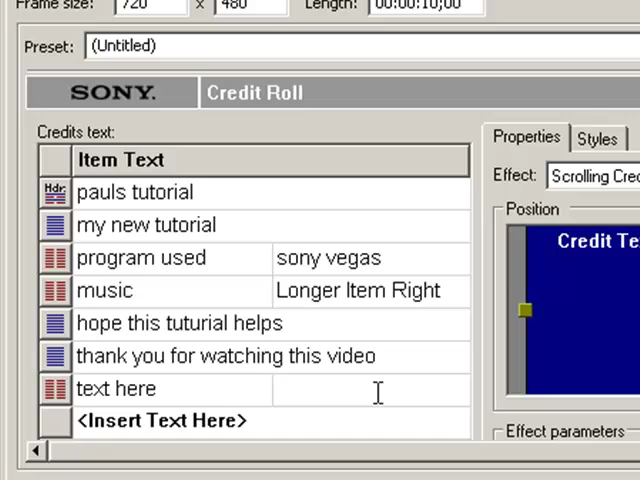 Frame size: 720 x 480 Length: 00:00:10;00
Preset: (Untitled)
SONY. Credit Roll
Credits text:
Properties Styles
Item Text
Effect: Scrolling Cre
Hdr: pauls tutorial
Position
my new tutorial
Credit Te
program used sony vegas
music Longer Item Right
hope this tuturial helps
thank you for watching this video
text here
<Insert Text Here>
Effect parameters